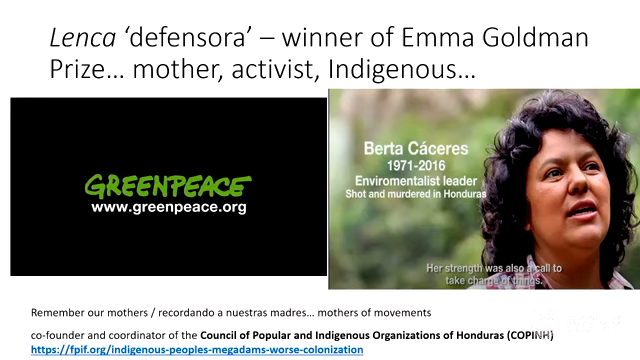 Lenca ‘defensora’ – winner of Emma Goldman
Prize… mother, activist, Indigenous…
GREENPEACE
www.greenpeace.org
Berta Cáceres
1971-2016
Enviromentalist leader
Shot and murdered in Honduras
Her strength was also a call to
take charge of things.
Remember our mothers / recordando a nuestras madres… mothers of movements
co-founder and coordinator of the Council of Popular and Indigenous Organizations of Honduras (COPINH)
https://fpif.org/indigenous-peoples-megadams-worse-colonization